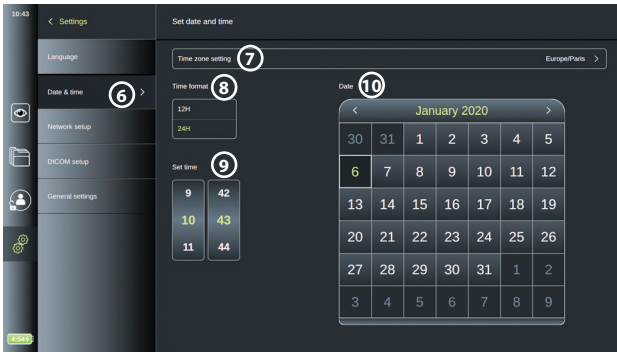 10:43
< Settings
Set date and time
Language
Time zone setting 7 Europe/Paris >
Date & time 6 >
Time format 8
Date 10
12H
24H
< January 2020 >
Network setup
30 31 1 2 3 4 5
DICOM setup
Set time 9
6 7 8 9 10 11 12
General settings
9 42
13 14 15 16 17 18 19
10 43
20 21 22 23 24 25 26
11 44
27 28 29 30 31 1 2
3 4 5 6 7 8 9
4:54